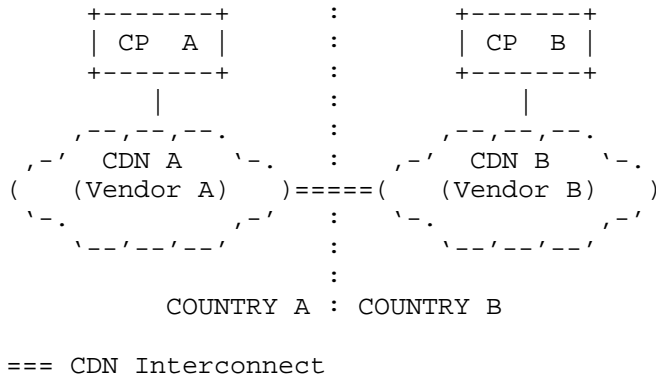 +-------+ : +-------+
| CP A | : | CP B |
+-------+ : +-------+
| : |
,--,--,--. : ,--,--,--.
,-' CDN A `-. : ,-' CDN B `-.
( (Vendor A) )=====( (Vendor B) )
`-. ,-' : `-. ,-'
`--'--'--' : `--'--'--'
:
COUNTRY A : COUNTRY B
=== CDN Interconnect